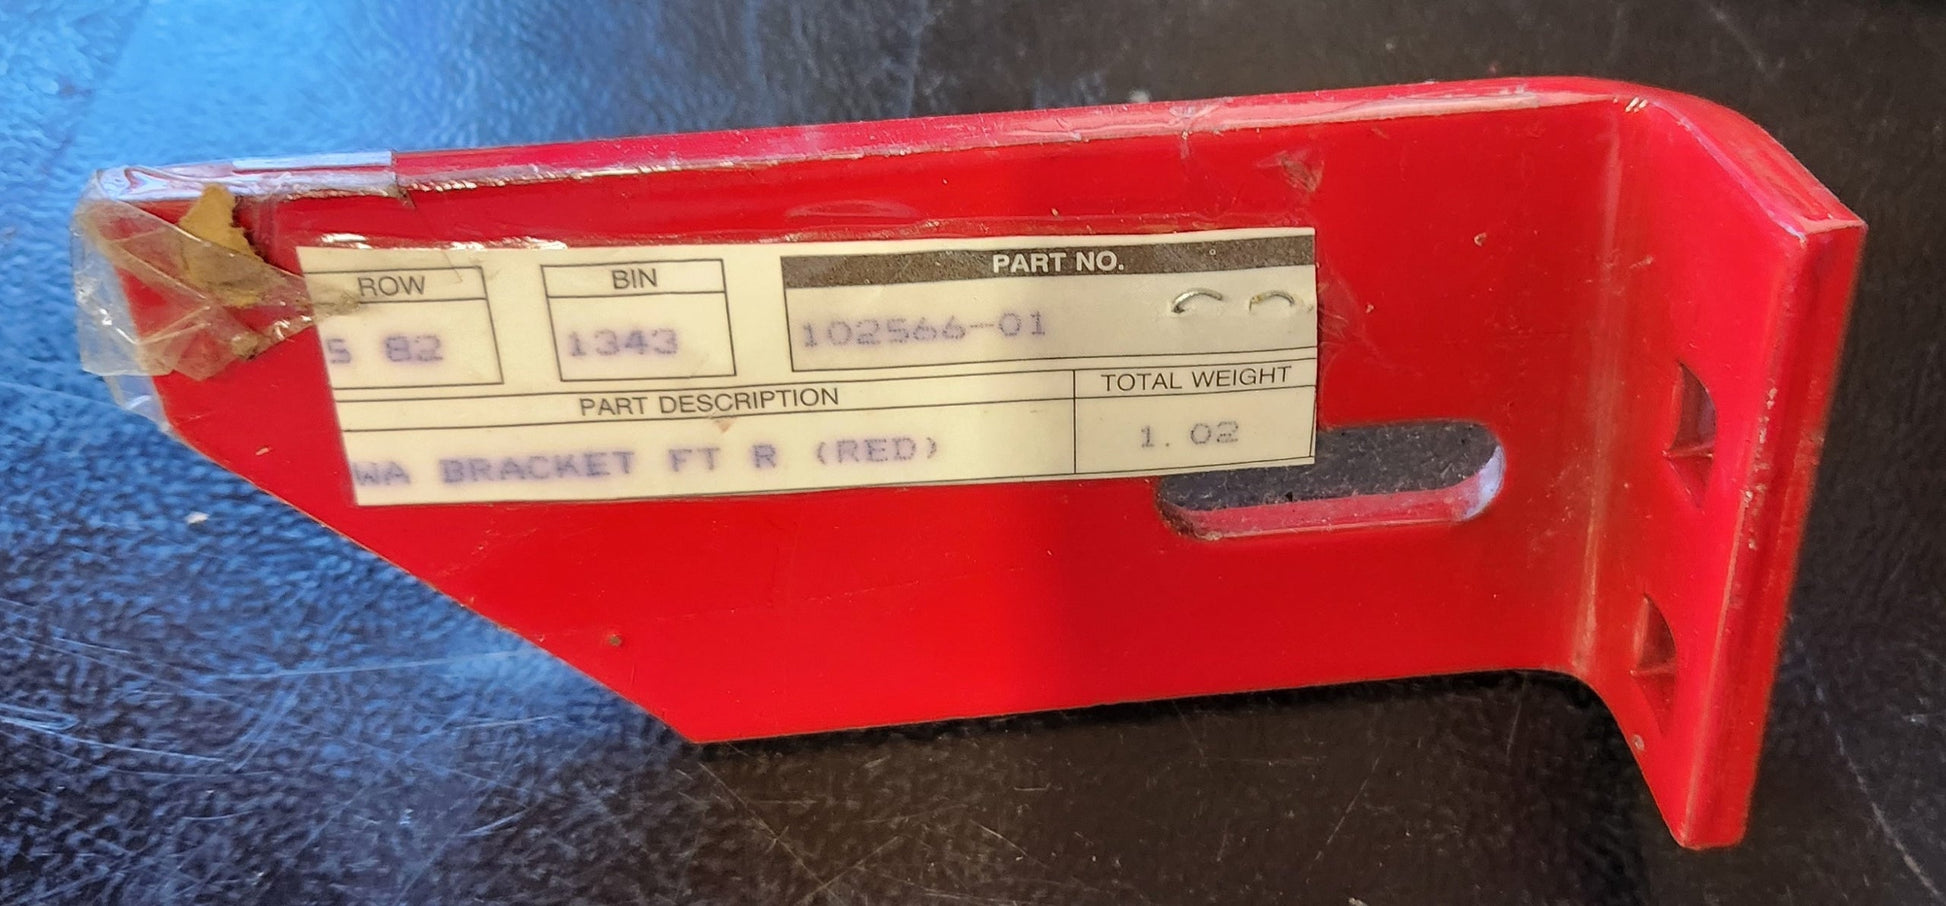 ROW BIN PART NO.
S 82 1343 102566-01
PART DESCRIPTION TOTAL WEIGHT
WA BRACKET FT R (RED) 1.02